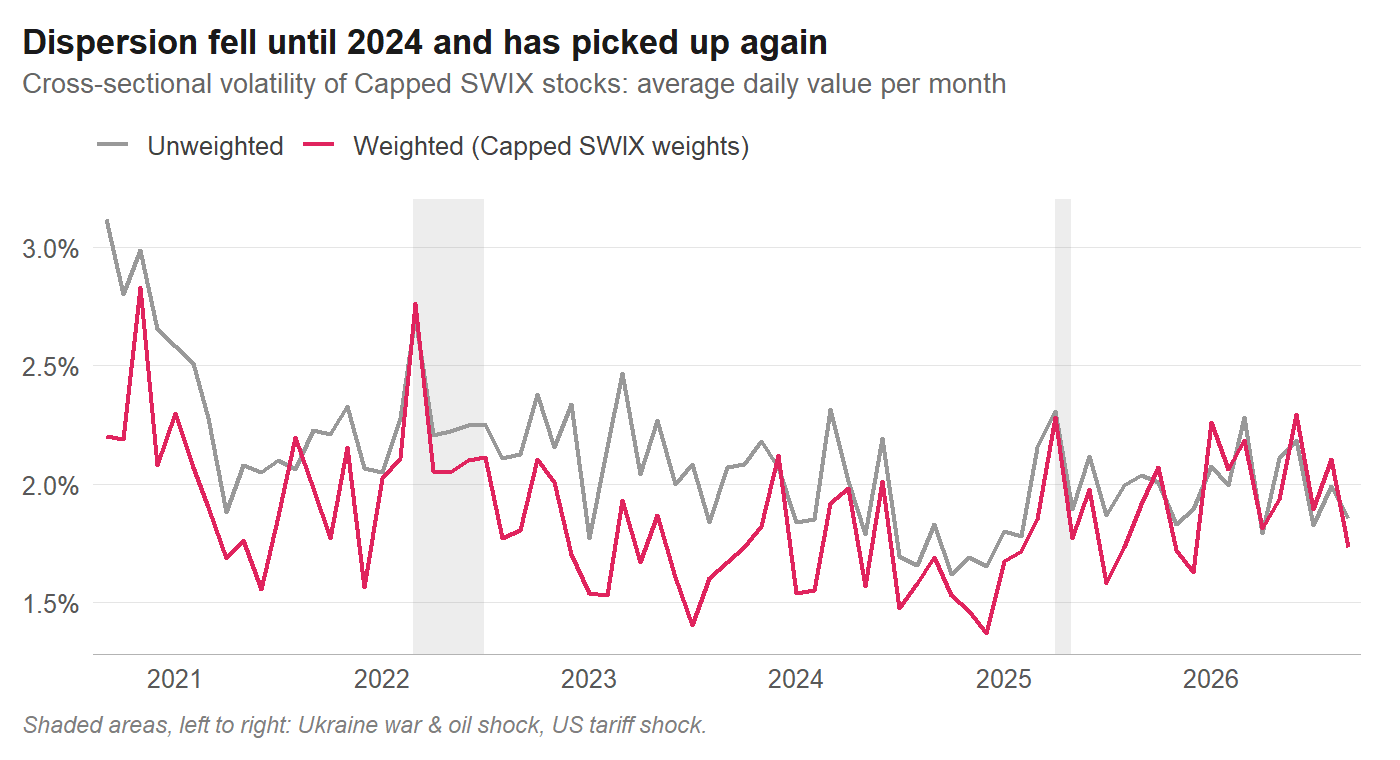 Dispersion fell until 2024 and has picked up again
Cross-sectional volatility of Capped SWIX stocks: average daily value per month
Unweighted Weighted (Capped SWIX weights)
3.0%
2.5%
2.0%
1.5%
2021 2022 2023 2024 2025 2026
Shaded areas, left to right: Ukraine war & oil shock, US tariff shock.